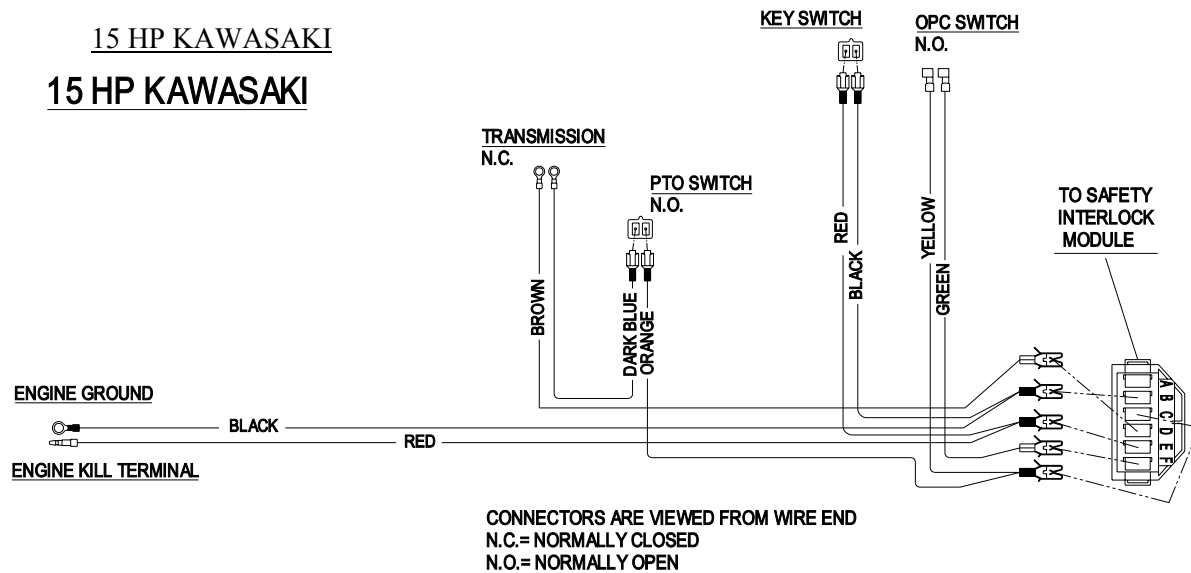 15 HP KAWASAKI
15 HP KAWASAKI
KEY SWITCH
OPC SWITCH
N.O.
TRANSMISSION
N.C.
PTO SWITCH
N.O.
TO SAFETY
INTERLOCK
MODULE
RED
BLACK
YELLOW
GREEN
BROWN
DARK BLUE
ORANGE
A
B
C
D
E
F
ENGINE GROUND
BLACK
RED
ENGINE KILL TERMINAL
CONNECTORS ARE VIEWED FROM WIRE END
N.C.= NORMALLY CLOSED
N.O.= NORMALLY OPEN